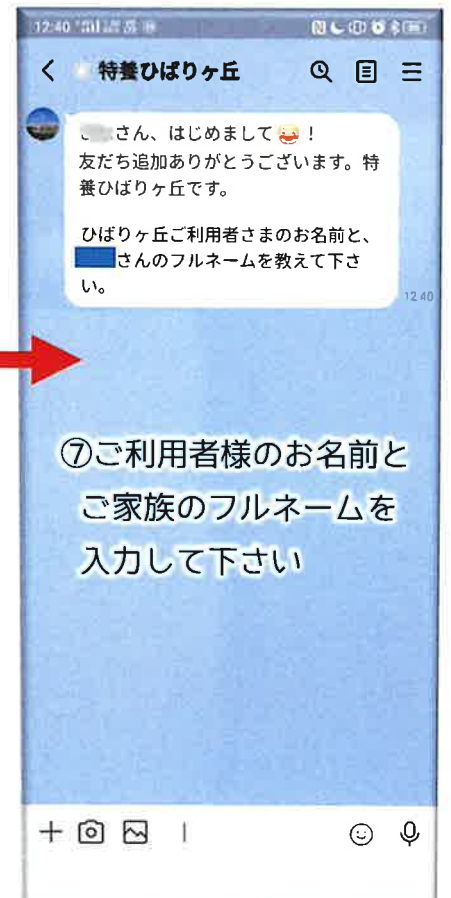 12:40
特養ひばりヶ丘
さん、はじめまして！
友だち追加ありがとうございます。特
養ひばりヶ丘です。
ひばりヶ丘ご利用者さまのお名前と、
さんのフルネームを教えて下さ
い。
12:40
⑦ご利用者様のお名前と
ご家族のフルネームを
入力して下さい